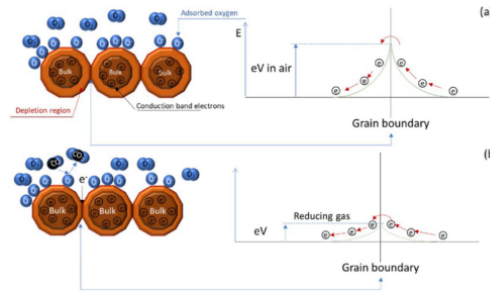 Adsorbed oxygen
(a
E
eV in air
Bulk
Bulk
Bulk
Depletion region
Conduction band electrons
Grain boundary
(b
e-
Bulk
Bulk
Bulk
Reducing gas
eV
Grain boundary